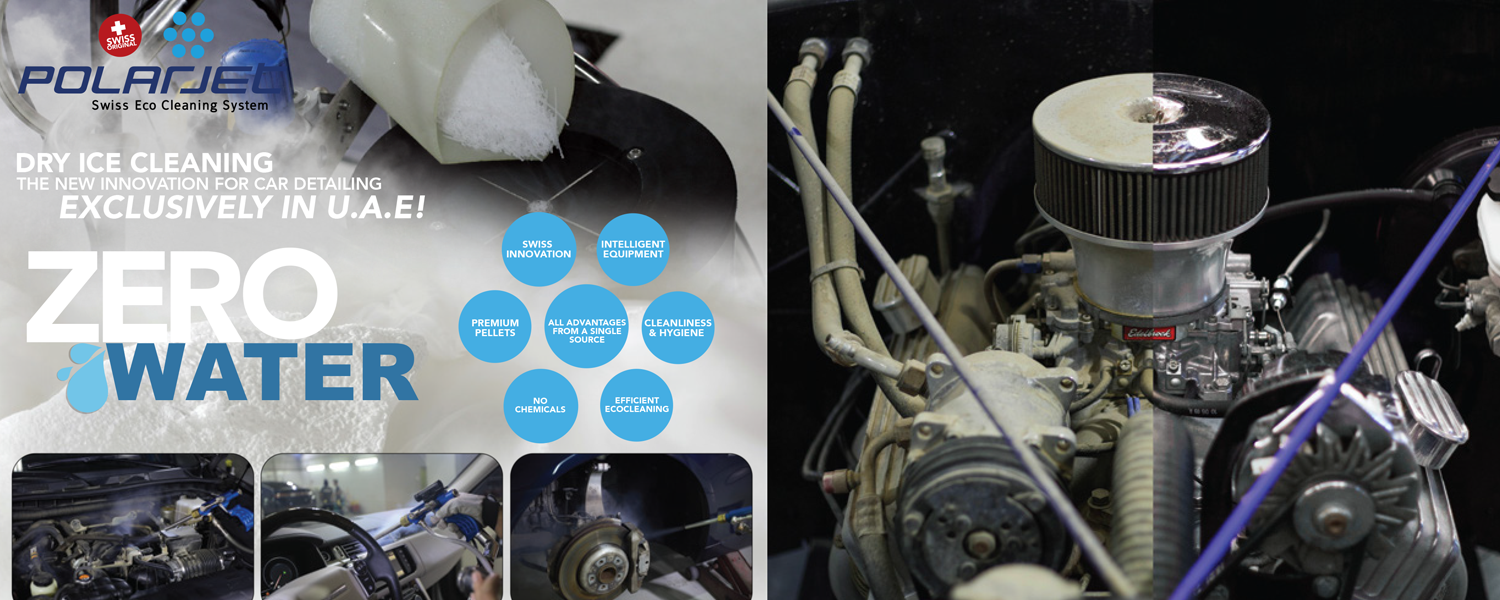 SWISS
ORIGINAL
POLARJET
Swiss Eco Cleaning System
DRY ICE CLEANING
THE NEW INNOVATION FOR CAR DETAILING
EXCLUSIVELY IN U.A.E!
ZERO
WATER
SWISS
INNOVATION
INTELLIGENT
EQUIPMENT
PREMIUM
PELLETS
ALL ADVANTAGES
FROM A SINGLE
SOURCE
CLEANLINESS
& HYGIENE
NO
CHEMICALS
EFFICIENT
ECOCLEANING
Edelbrock